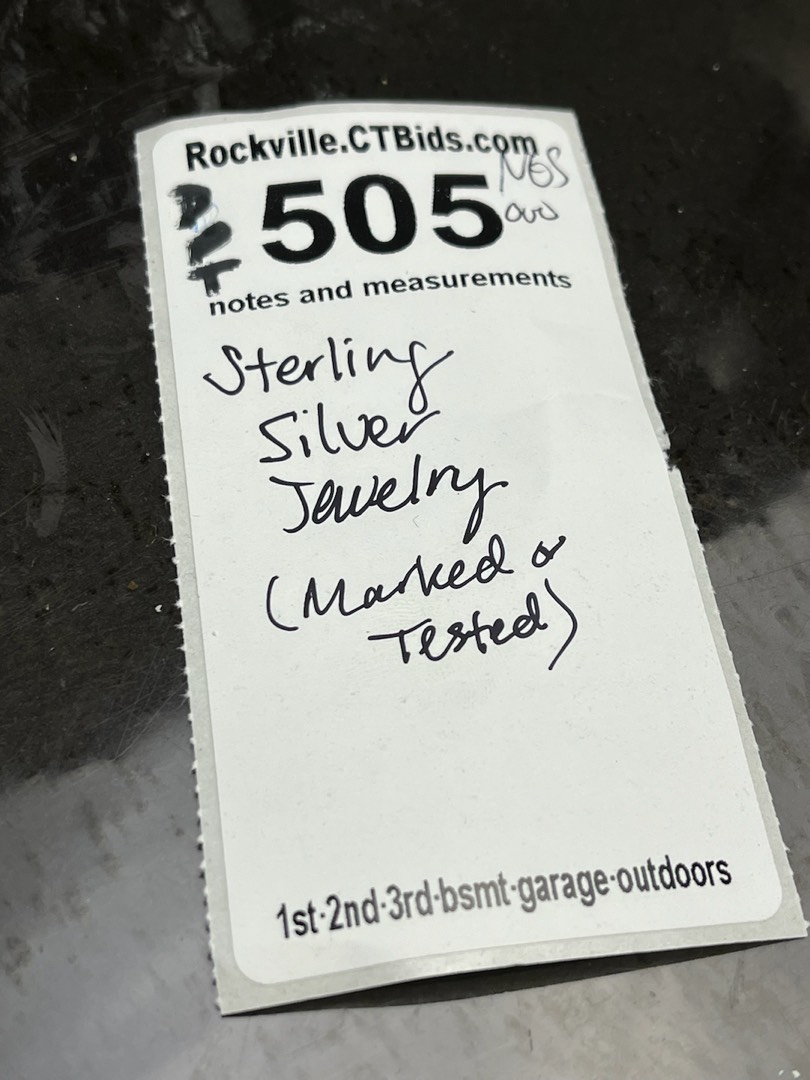 Rockville.CTBids.com
505
notes and measurements
Sterling
Silver
Jewelry
(Marked or
Tested)
1st·2nd·3rd·bsmt·garage·outdoors